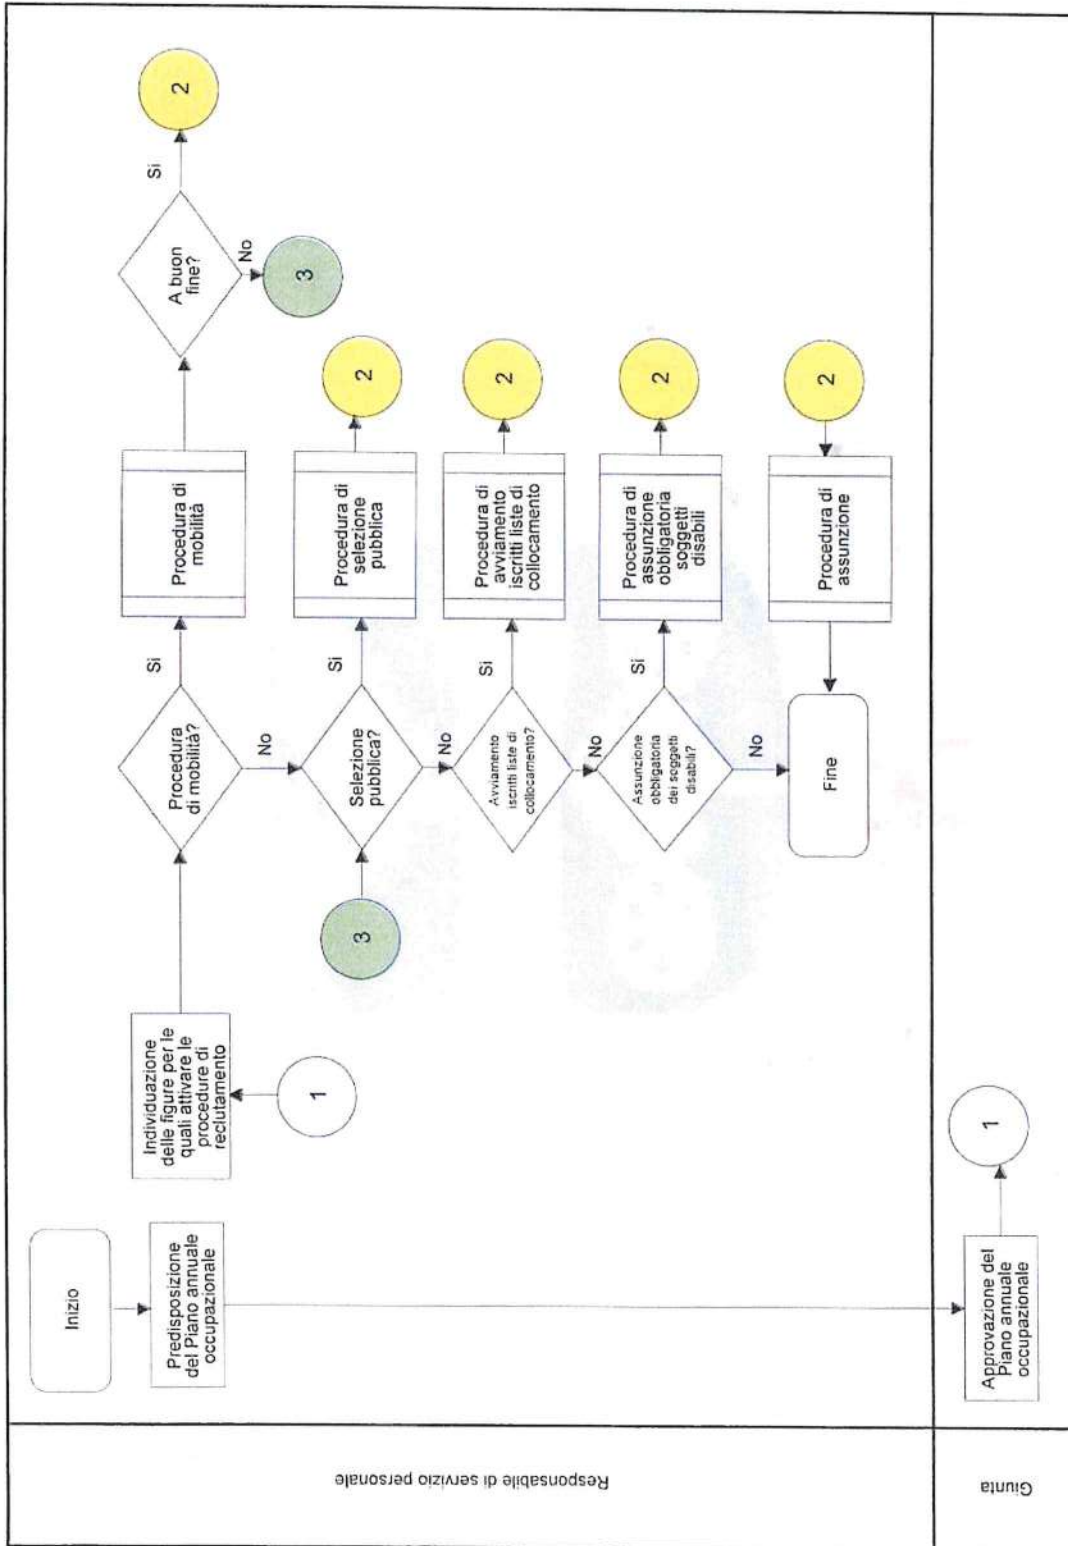 Responsabile di servizio personale
Giunta
Inizio
Predisposizione
del Piano annuale
occupazionale
Approvazione del
Piano annuale
occupazionale
1
1
Individuazione
delle figure per le
quali attivare le
procedure di
reclutamento
Procedura
di mobilità?
Si
No
Procedura di
mobilità
A buon
fine?
Si
No
2
3
3
Selezione
pubblica?
Si
No
Procedura di
selezione
pubblica
2
Avviamento
iscritti liste di
collocamento?
Si
No
Procedura di
avviamento
iscritti liste di
collocamento
2
Assunzione
obbligatoria
dei soggetti
disabili?
Si
No
Procedura di
assunzione
obbligatoria
soggetti
disabili
2
Fine
Procedura di
assunzione
2